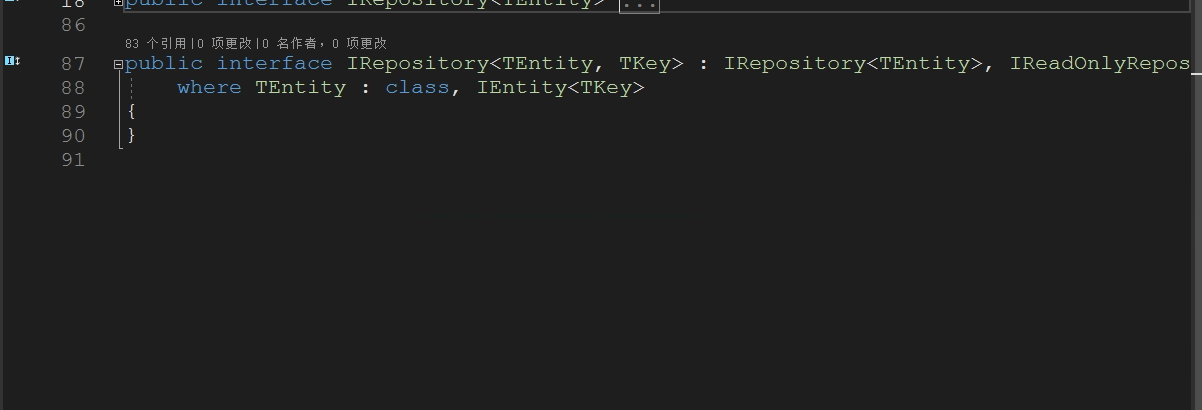 18 public interface IRepository<TEntity> ...
86
83 个引用|0 项更改|0 名作者，0 项更改
87 public interface IRepository<TEntity, TKey> : IRepository<TEntity>, IReadOnlyRepos
88 where TEntity : class, IEntity<TKey>
89 {
90 }
91